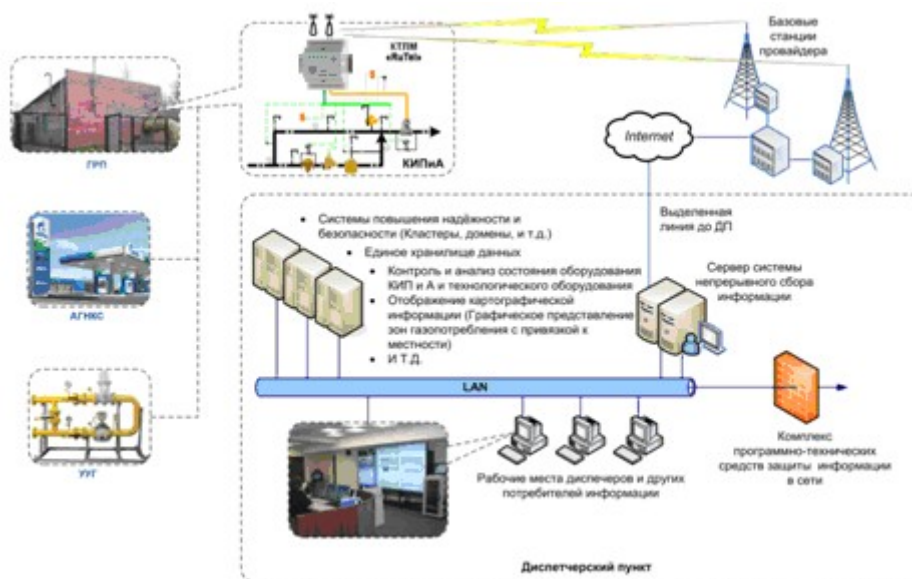 КТПМ
«RuTel»
Базовые
станции
провайдера
ГРП
КИПиА
Internet
АГНКС
УУГ
• Системы повышения надёжности и
безопасности (Кластеры, домены, и т.д.)
• Единое хранилище данных
• Контроль и анализ состояния оборудования
КИП и А и технологического оборудования
• Отображение картографической
информации (Графическое представление
зон газопотребления с привязкой к
местности)
• И Т.Д.
Выделенная
линия до ДП
Сервер системы
непрерывного сбора
информации
LAN
Рабочие места диспечеров и других
потребителей информации
Комплекс
программно-технических
средств защиты информации
в сети
Диспетчерский пункт